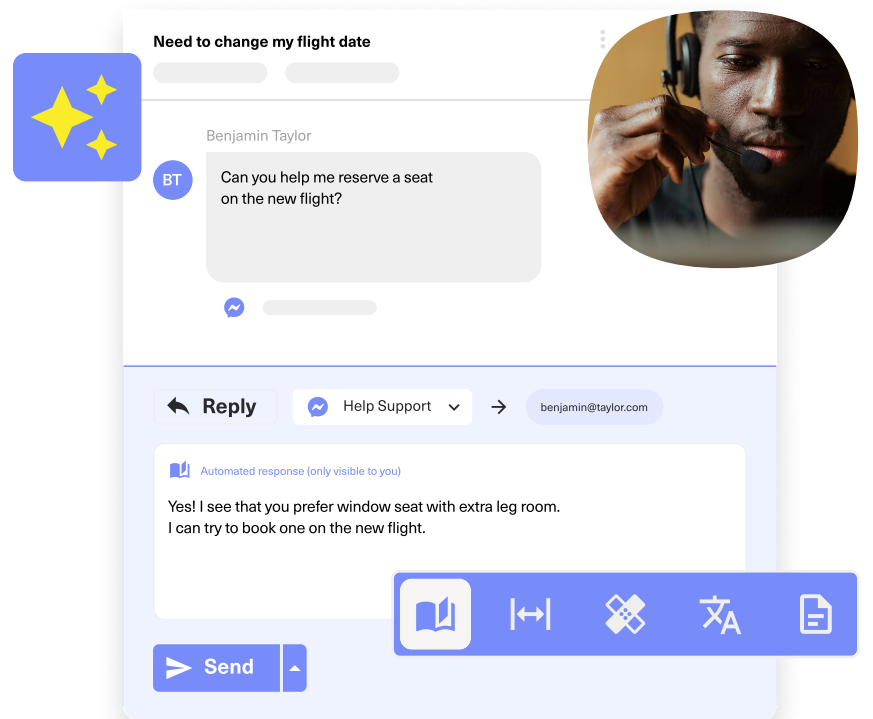 Need to change my flight date
Benjamin Taylor
BT
Can you help me reserve a seat
on the new flight?
Reply
Help Support
benjamin@taylor.com
Automated response (only visible to you)
Yes! I see that you prefer window seat with extra leg room.
I can try to book one on the new flight.
文A
Send